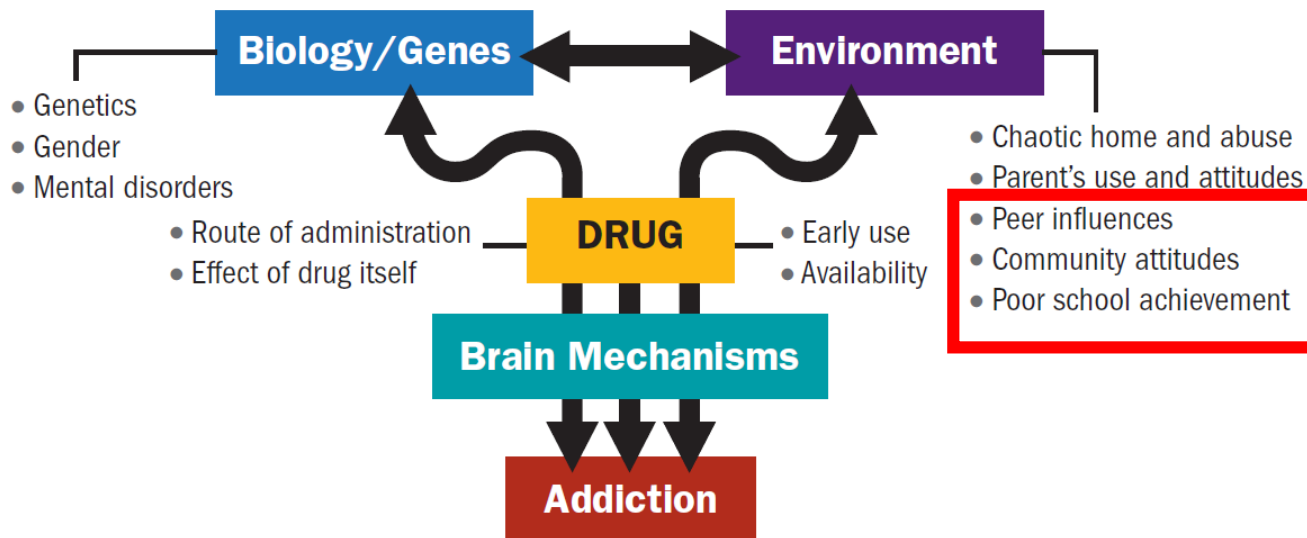 Biology/Genes
Environment
• Genetics
• Gender
• Mental disorders
• Chaotic home and abuse
• Parent's use and attitudes
• Peer influences
• Community attitudes
• Poor school achievement
• Route of administration
• Effect of drug itself
DRUG
• Early use
• Availability
Brain Mechanisms
Addiction